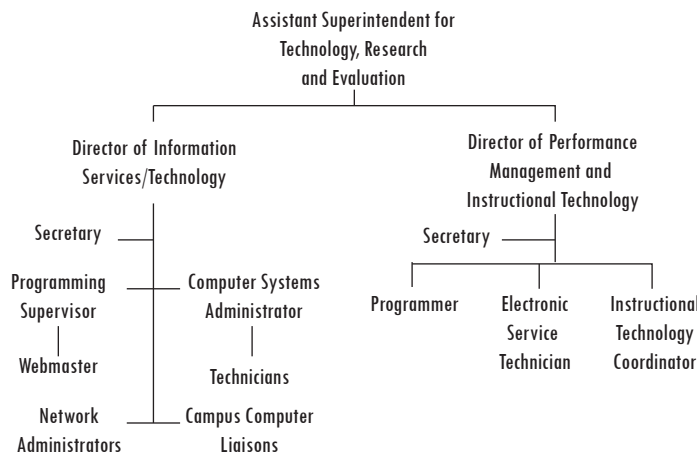 Assistant Superintendent for
Technology, Research
and Evaluation
Director of Information
Services/Technology
Director of Performance
Management and
Instructional Technology
Secretary
Secretary
Programming
Supervisor
Computer Systems
Administrator
Programmer
Electronic
Service
Technician
Instructional
Technology
Coordinator
Webmaster
Technicians
Network
Administrators
Campus Computer
Liaisons